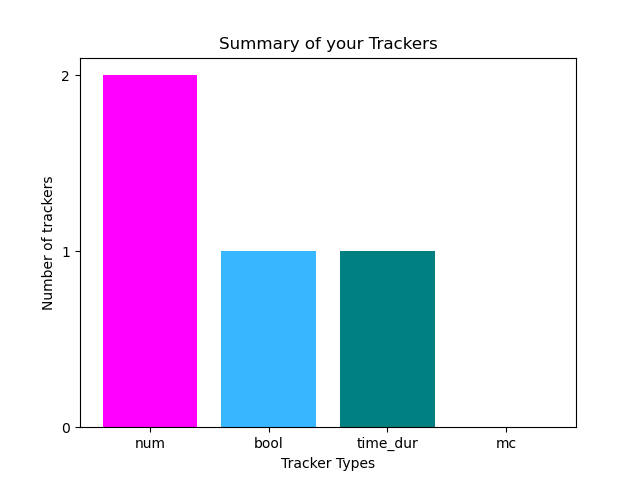 Summary of your Trackers
2
1
0
Number of trackers
num bool time_dur mc
Tracker Types